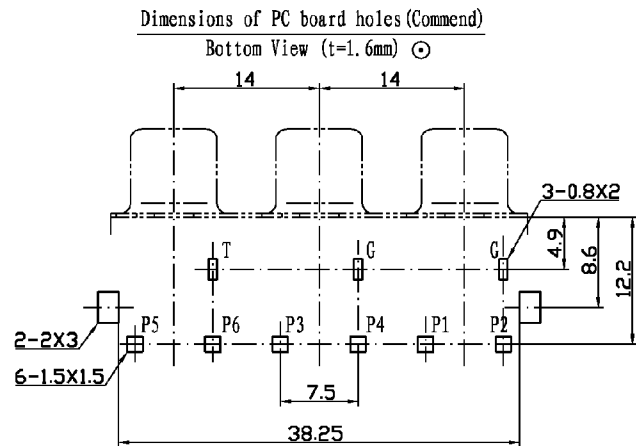 Dimensions of PC board holes(Commend)
Bottom View (t=1.6mm)
14 14
3-0.8X2
T G G
4.9
8.6
12.2
P5 P6 P3 P4 P1 P2
2-2X3
6-1.5X1.5
7.5
38.25